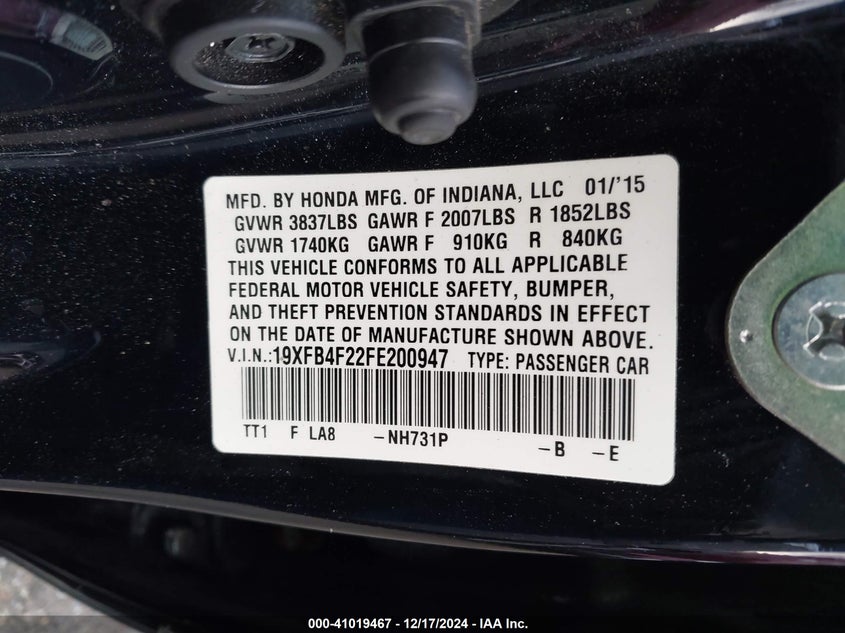 MFD. BY HONDA MFG. OF INDIANA, LLC 01/'15
GVWR 3837LBS GAWR F 2007LBS R 1852LBS
GVWR 1740KG GAWR F 910KG R 840KG
THIS VEHICLE CONFORMS TO ALL APPLICABLE
FEDERAL MOTOR VEHICLE SAFETY, BUMPER,
AND THEFT PREVENTION STANDARDS IN EFFECT
ON THE DATE OF MANUFACTURE SHOWN ABOVE.
V.I.N.:19XFB4F22FE200947 TYPE: PASSENGER CAR
TT1 F LA8 -NH731P -B -E
000-41019467 - 12/17/2024 - IAA Inc.